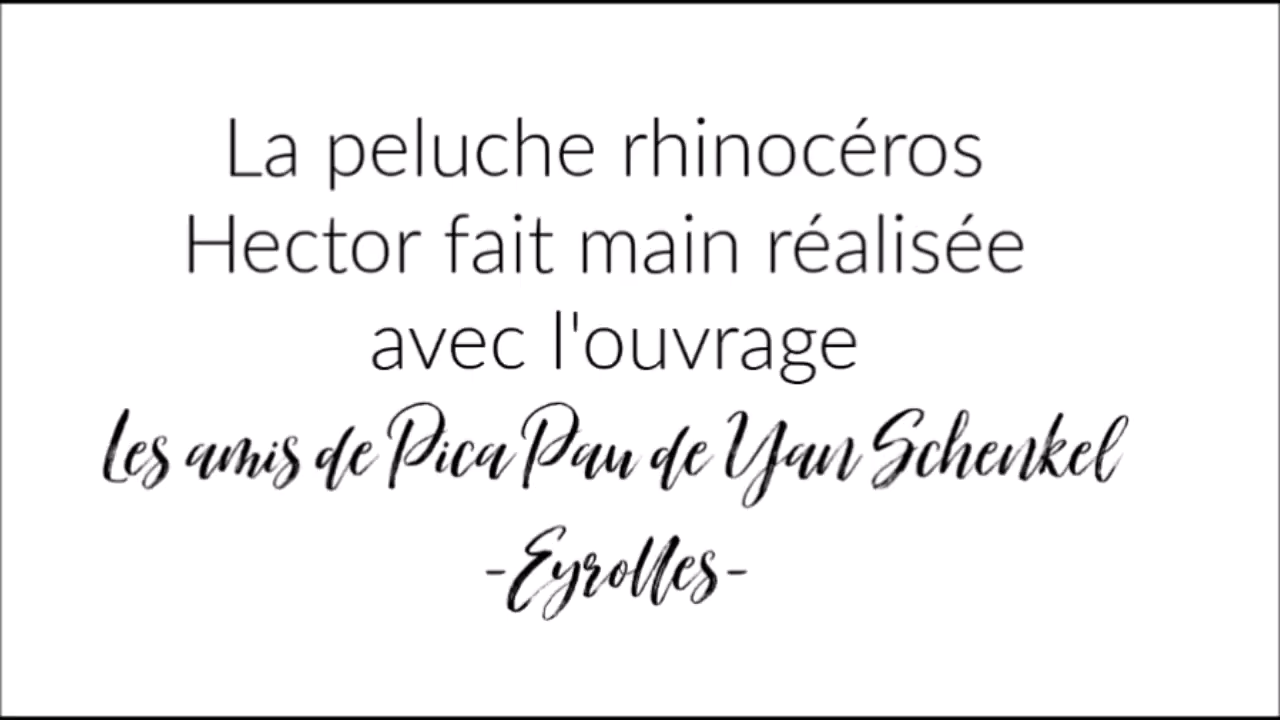 La peluche rhinocéros
Hector fait main réalisée
avec l'ouvrage
Les amis de Pica Pau de Yan Schenkel
-Eyrolles-